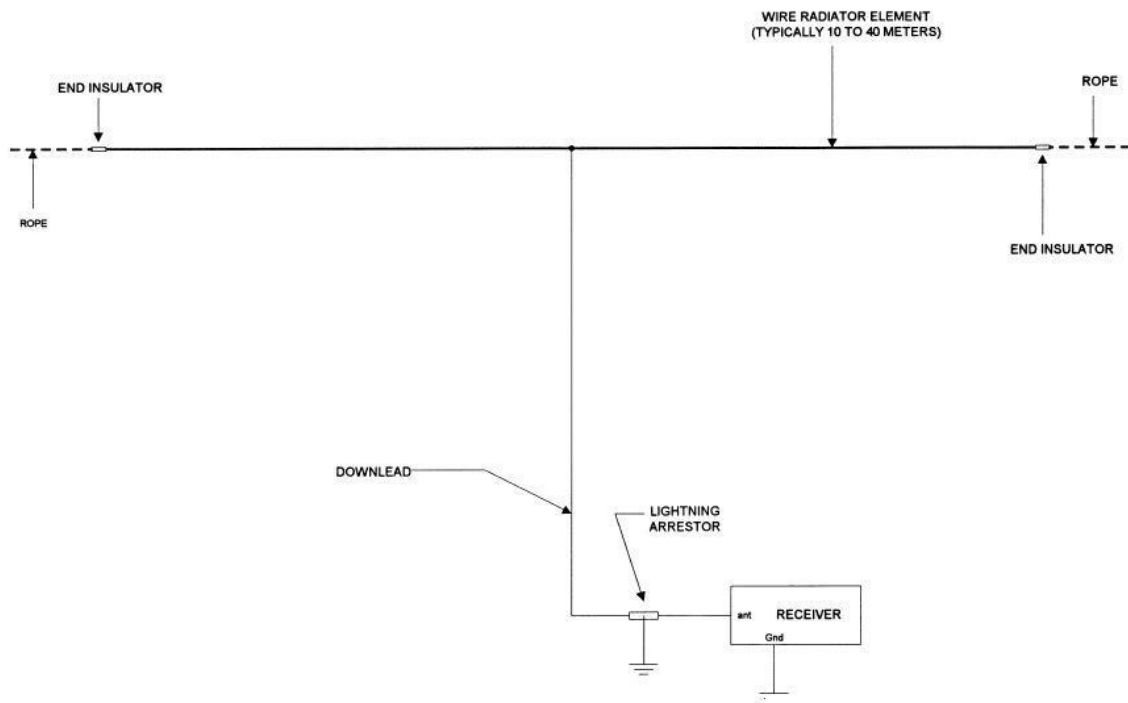 WIRE RADIATOR ELEMENT
(TYPICALLY 10 TO 40 METERS)
END INSULATOR
ROPE
ROPE
END INSULATOR
DOWNLEAD
LIGHTNING
ARRESTOR
ant
RECEIVER
Gnd